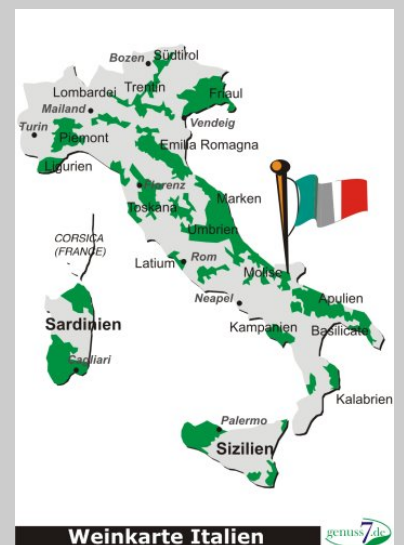 Bozen
Südtirol
Lombardei
Trentin
Friaul
Mailand
Vendeig
Turin
Piemont
Emilia Romagna
Ligurien
Florenz
Marken
Toskana
Umbrien
CORSICA
(FRANCE)
Latium
Rom
Molise
Neapel
Apulien
Sardinien
Kampanien
Basilicate
Cagliari
Kalabrien
Palermo
Sizilien
Weinkarte Italien
genuss7.de